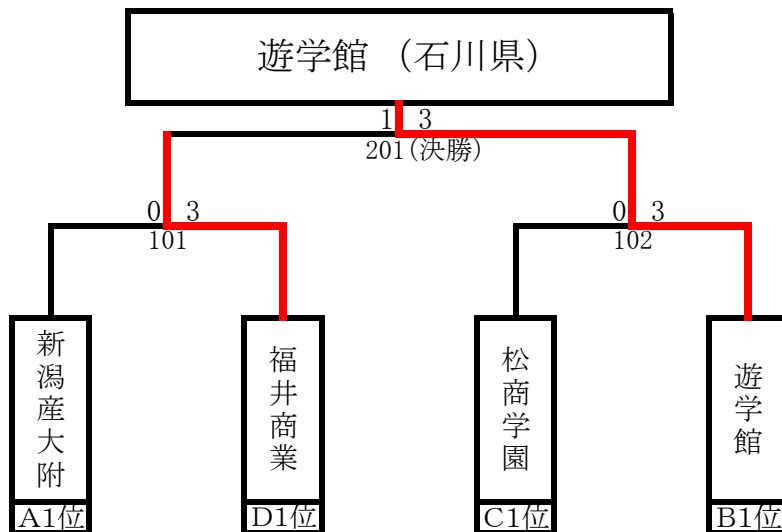 遊学館 （石川県）
1 3
201(決勝)
0 3
101
0 3
102
新潟産大附
福井商業
松商学園
遊学館
A1位
D1位
C1位
B1位